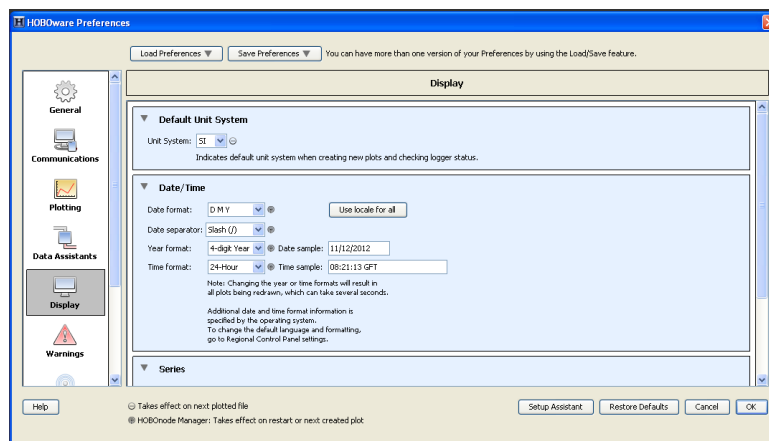 HOBOware Preferences
Load Preferences
Save Preferences
You can have more than one version of your Preferences by using the Load/Save feature.
General
Communications
Plotting
Data Assistants
Display
Warnings
Display
Default Unit System
Unit System: SI
Indicates default unit system when creating new plots and checking logger status.
Date/Time
Date format: D M Y
Use locale for all
Date separator: Slash (/)
Year format: 4-digit Year
Date sample: 11/12/2012
Time format: 24-Hour
Time sample: 08:21:13 GFT
Note: Changing the year or time formats will result in
all plots being redrawn, which can take several seconds.
Additional date and time format information is
specified by the operating system.
To change the default language and formatting,
go to Regional Control Panel settings.
Series
Help
Takes effect on next plotted file
HOBOnode Manager: Takes effect on restart or next created plot
Setup Assistant
Restore Defaults
Cancel
OK